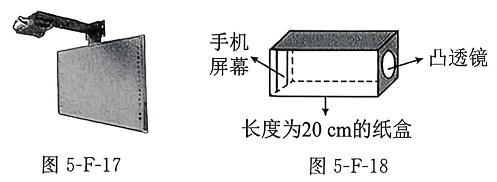 手机
屏幕
凸透镜
长度为20 cm的纸盒
图 5-F-17
图 5-F-18